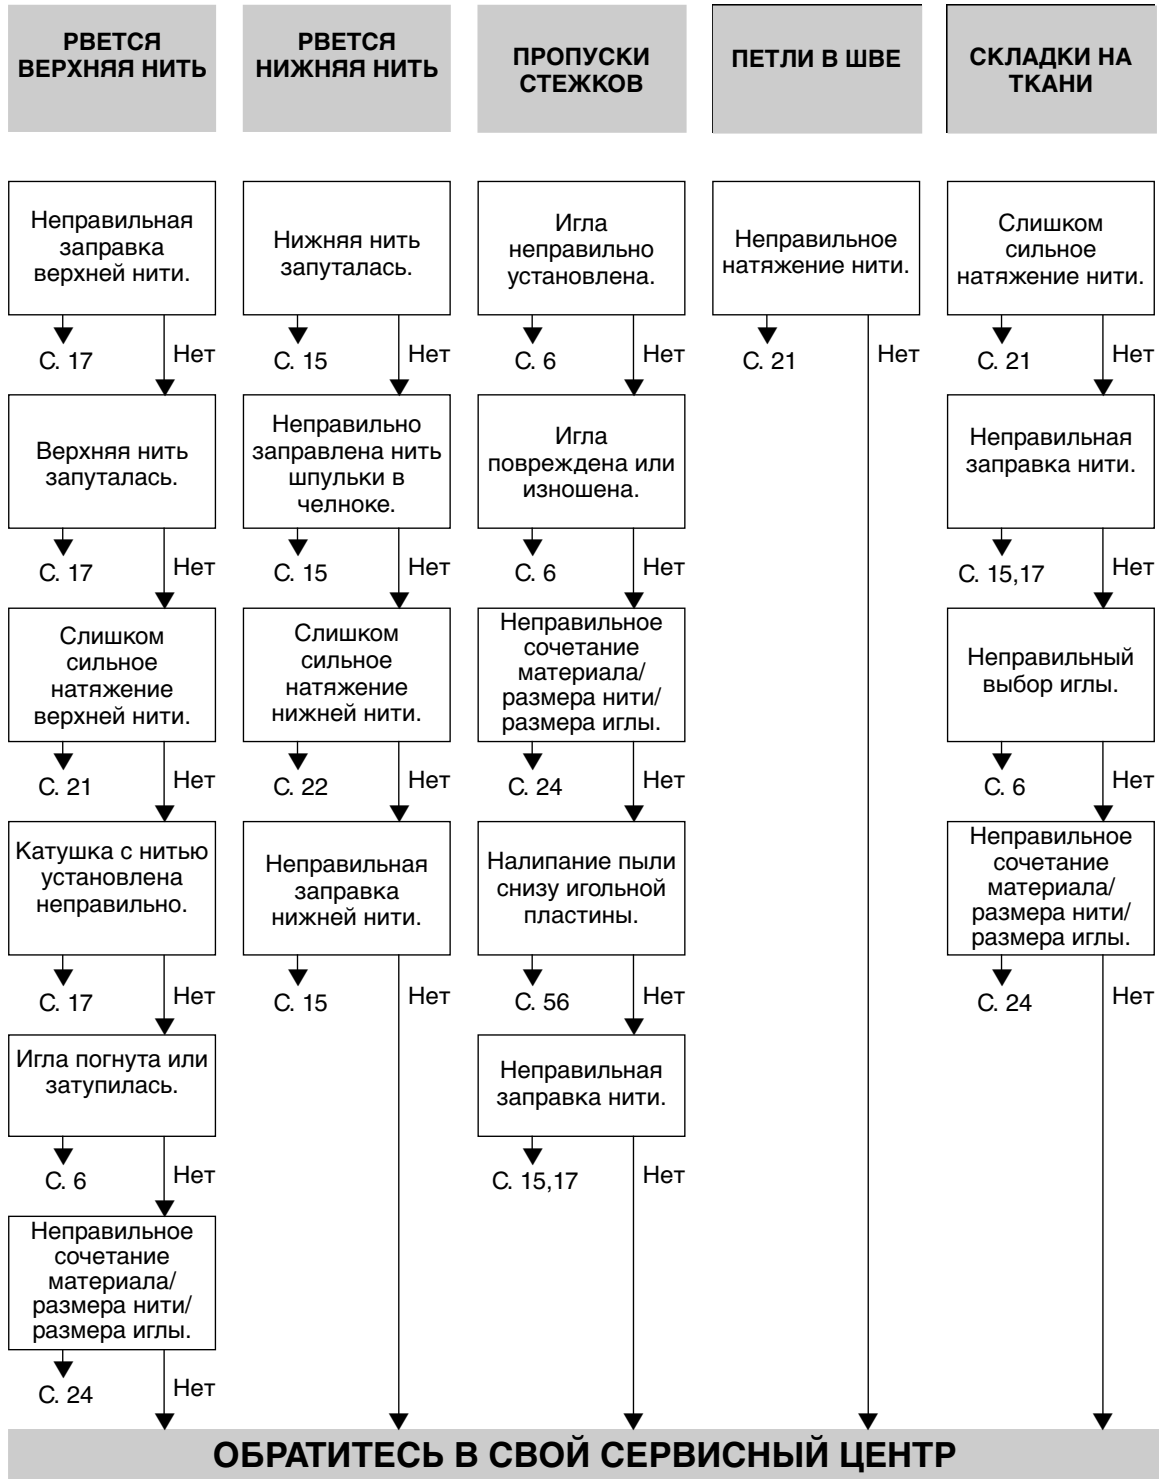 РВЕТСЯ
ВЕРХНЯЯ НИТЬ
Неправильная
заправка
верхней нити.
С. 17
Нет
Верхняя нить
запуталась.
С. 17
Нет
Слишком
сильное
натяжение
верхней нити.
С. 21
Нет
Катушка с нитью
установлена
неправильно.
С. 17
Нет
Игла погнута или
затупилась.
С. 6
Нет
Неправильное
сочетание
материала/
размера нити/
размера иглы.
С. 24
Нет
РВЕТСЯ
НИЖНЯЯ НИТЬ
Нижняя нить
запуталась.
С. 15
Нет
Неправильно
заправлена нить
шпульки в
челноке.
С. 15
Нет
Слишком
сильное
натяжение
нижней нити.
С. 22
Нет
Неправильная
заправка
нижней нити.
С. 15
Нет
ПРОПУСКИ
СТЕЖКОВ
Игла
неправильно
установлена.
С. 6
Нет
Игла
повреждена или
изношена.
С. 6
Нет
Неправильное
сочетание
материала/
размера нити/
размера иглы.
С. 24
Нет
Налипание пыли
снизу игольной
пластины.
С. 56
Нет
Неправильная
заправка нити.
С. 15,17
Нет
ПЕТЛИ В ШВЕ
Неправильное
натяжение нити.
С. 21
Нет
СКЛАДКИ НА
ТКАНИ
Слишком
сильное
натяжение нити.
С. 21
Нет
Неправильная
заправка нити.
С. 15,17
Нет
Неправильный
выбор иглы.
С. 6
Нет
Неправильное
сочетание
материала/
размера нити/
размера иглы.
С. 24
Нет
ОБРАТИТЕСЬ В СВОЙ СЕРВИСНЫЙ ЦЕНТР